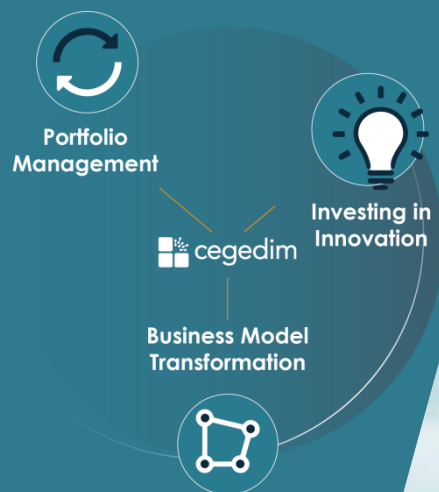 Portfolio
Management
Investing in
Innovation
cegedim
Business Model
Transformation